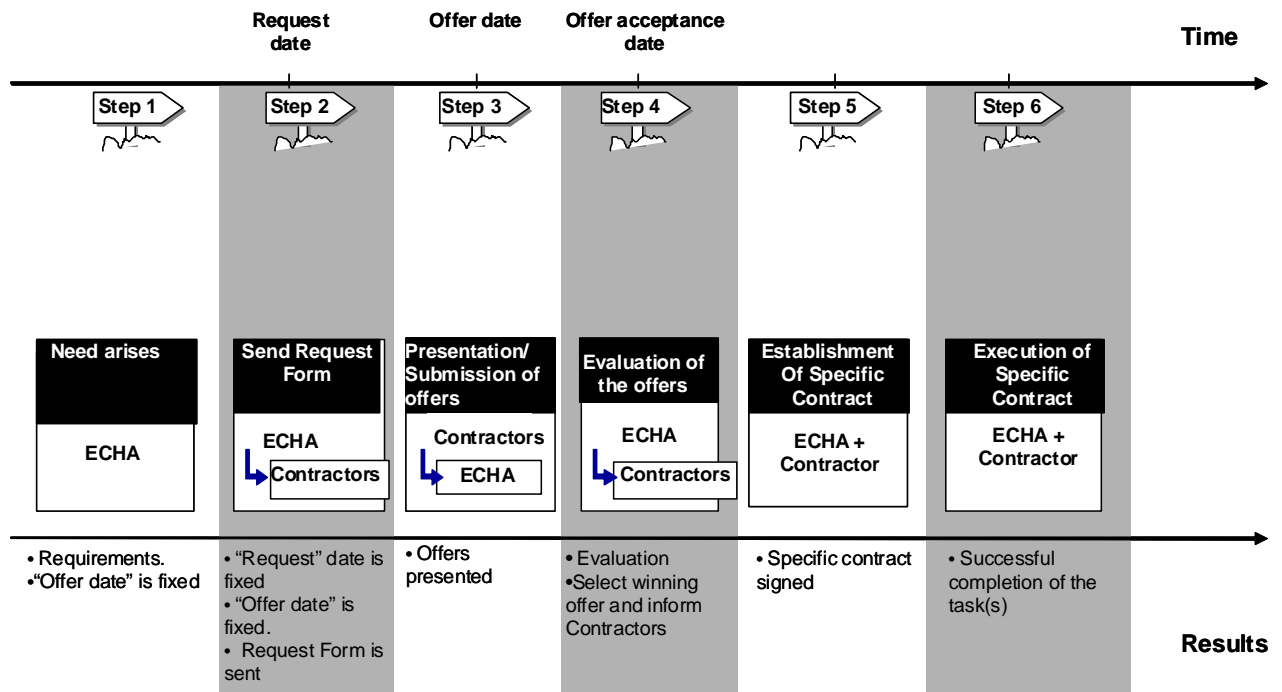 Request
date
Offer date
Offer acceptance
date
Time
Step 1
Step 2
Step 3
Step 4
Step 5
Step 6
Need arises
ECHA
Send Request
Form
ECHA
Contractors
Presentation/
Submission of
offers
Contractors
ECHA
Evaluation of
the offers
ECHA
Contractors
Establishment
Of Specific
Contract
ECHA +
Contractor
Execution of
Specific
Contract
ECHA +
Contractor
• Requirements.
•“Offer date” is fixed
• “Request” date is
fixed
• “Offer date” is
fixed.
• Request Form is
sent
• Offers
presented
• Evaluation
•Select winning
offer and inform
Contractors
• Specific contract
signed
• Successful
completion of the
task(s)
Results